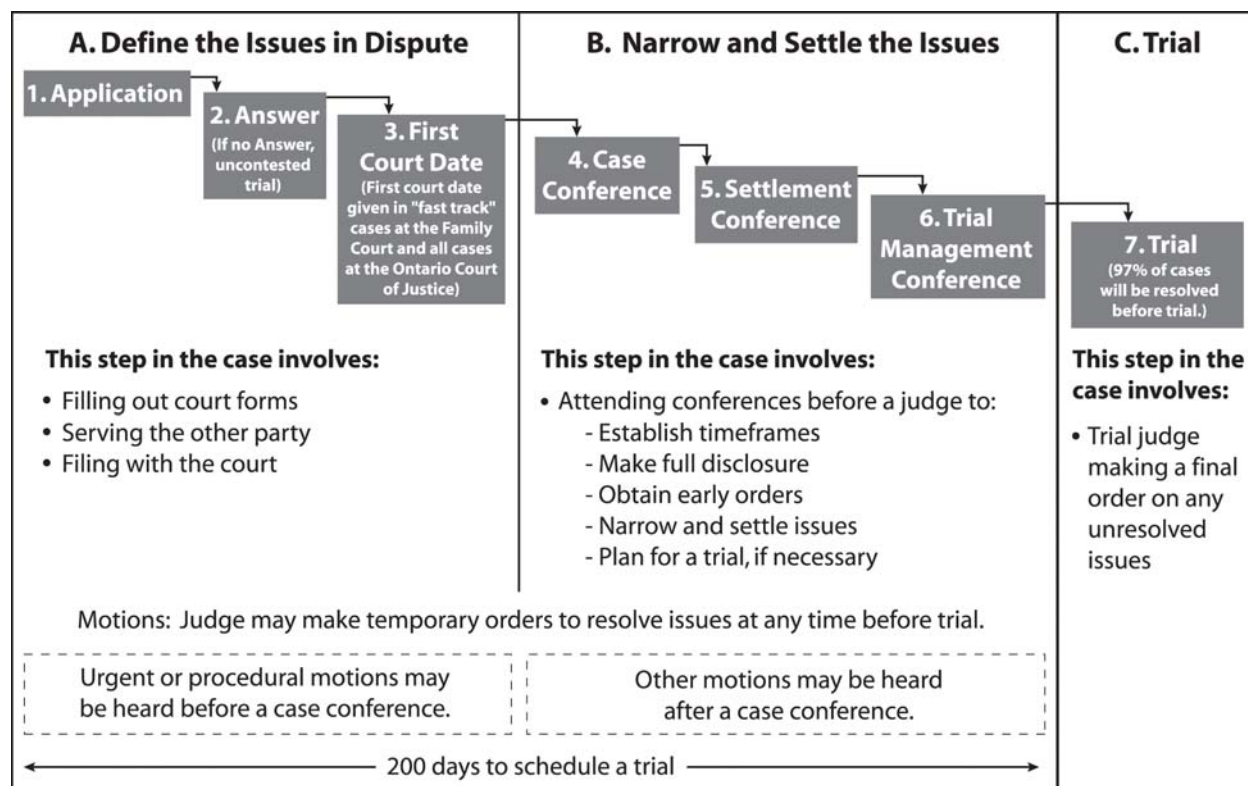 A. Define the Issues in Dispute
1. Application
2. Answer
(If no Answer,
uncontested
trial)
3. First
Court Date
(First court date
given in "fast track"
cases at the Family
Court and all cases
at the Ontario Court
of Justice)
This step in the case involves:
• Filling out court forms
• Serving the other party
• Filing with the court
B. Narrow and Settle the Issues
4. Case
Conference
5. Settlement
Conference
6. Trial
Management
Conference
This step in the case involves:
• Attending conferences before a judge to:
- Establish timeframes
- Make full disclosure
- Obtain early orders
- Narrow and settle issues
- Plan for a trial, if necessary
C. Trial
7. Trial
(97% of cases
will be resolved
before trial.)
This step in the
case involves:
• Trial judge
making a final
order on any
unresolved
issues
Motions: Judge may make temporary orders to resolve issues at any time before trial.
Urgent or procedural motions may
be heard before a case conference.
Other motions may be heard
after a case conference.
200 days to schedule a trial